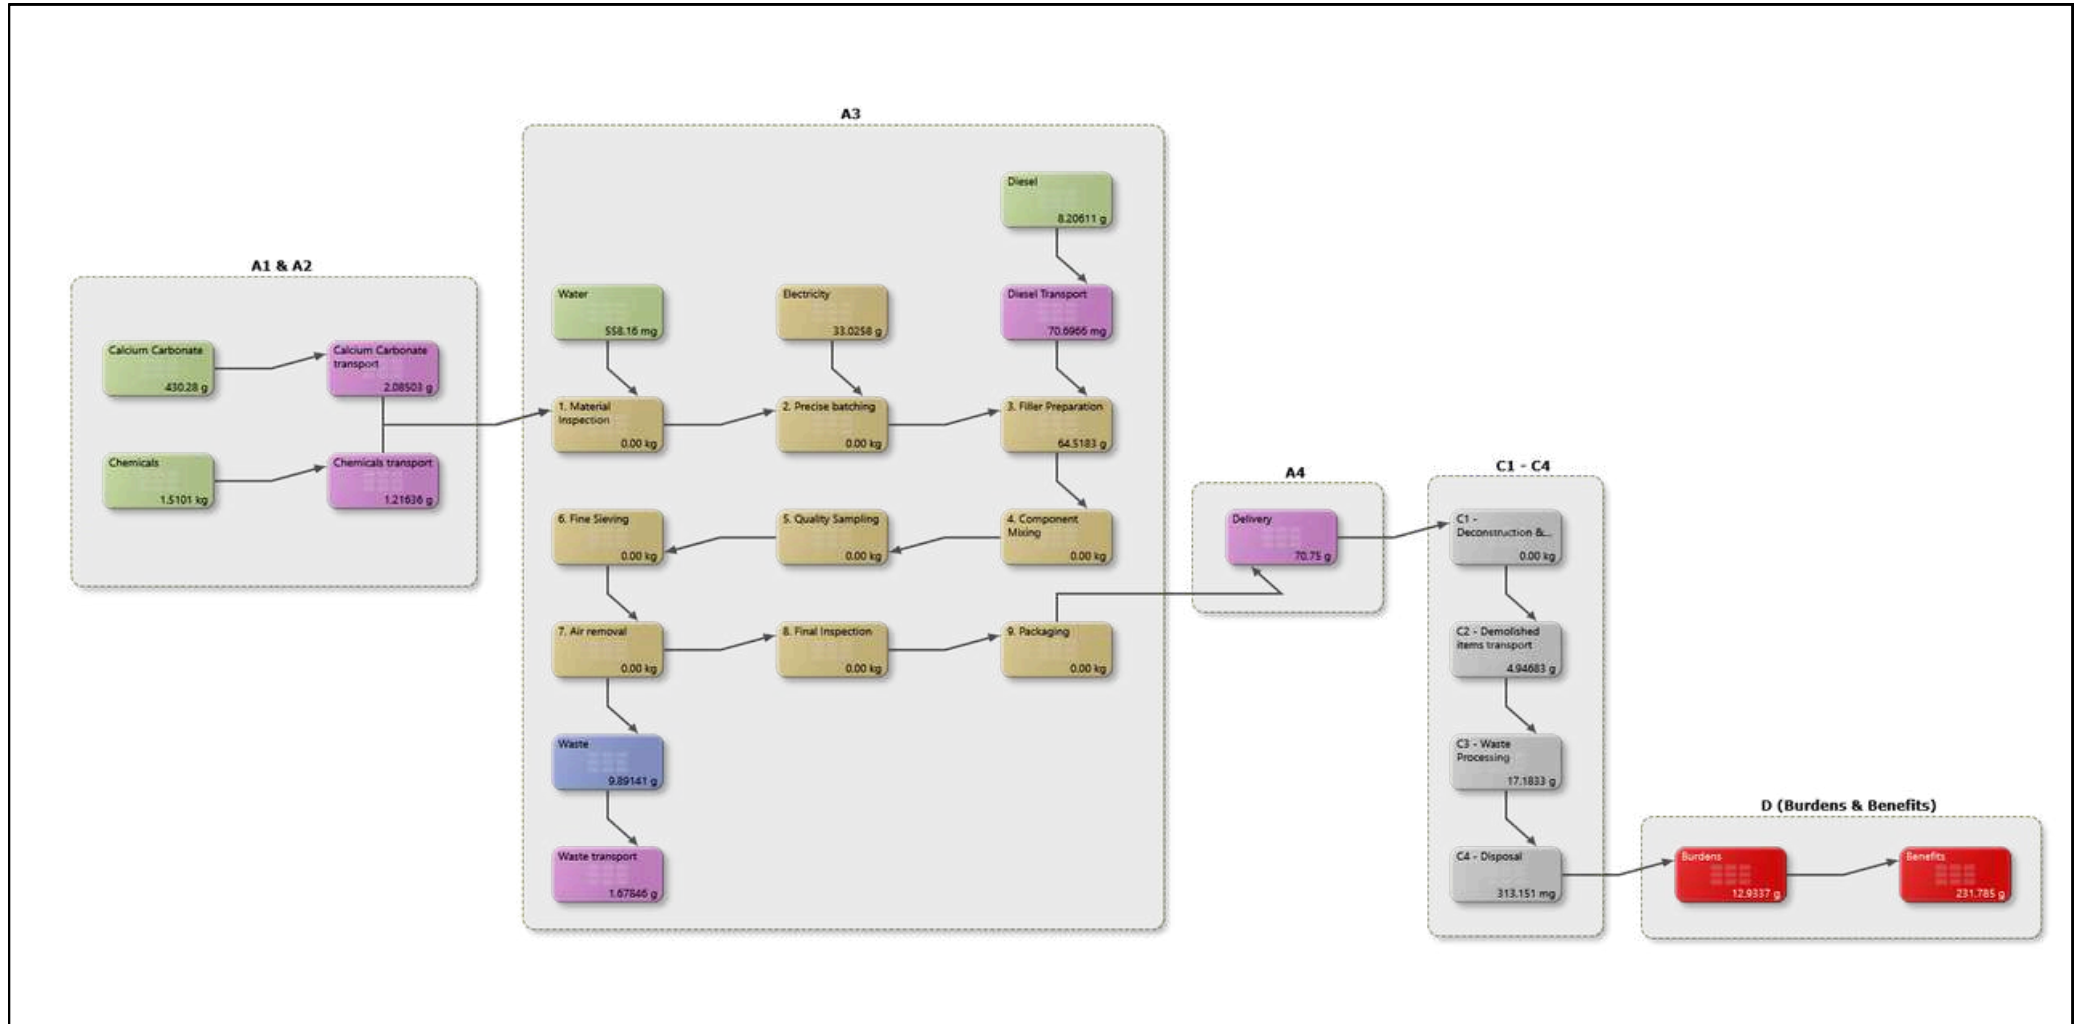 A1 & A2
Calcium Carbonate
430.28 g
Calcium Carbonate
transport
2.08503 g
Chemicals
1.5101 kg
Chemicals transport
1.21636 g
A3
Diesel
8.20611 g
Water
558.16 mg
Electricity
33.0258 g
Diesel Transport
70.6966 mg
1. Material
Inspection
0.00 kg
2. Precise batching
0.00 kg
3. Filler Preparation
64.5183 g
6. Fine Sieving
0.00 kg
5. Quality Sampling
0.00 kg
4. Component
Mixing
0.00 kg
7. Air removal
0.00 kg
8. Final Inspection
0.00 kg
9. Packaging
0.00 kg
Waste
9.89141 g
Waste transport
1.67846 g
A4
Delivery
70.75 g
C1 - C4
C1 -
Deconstruction &...
0.00 kg
C2 - Demolished
items transport
4.94683 g
C3 - Waste
Processing
17.1833 g
C4 - Disposal
313.151 mg
D (Burdens & Benefits)
Burdens
12.9337 g
Benefits
231.785 g